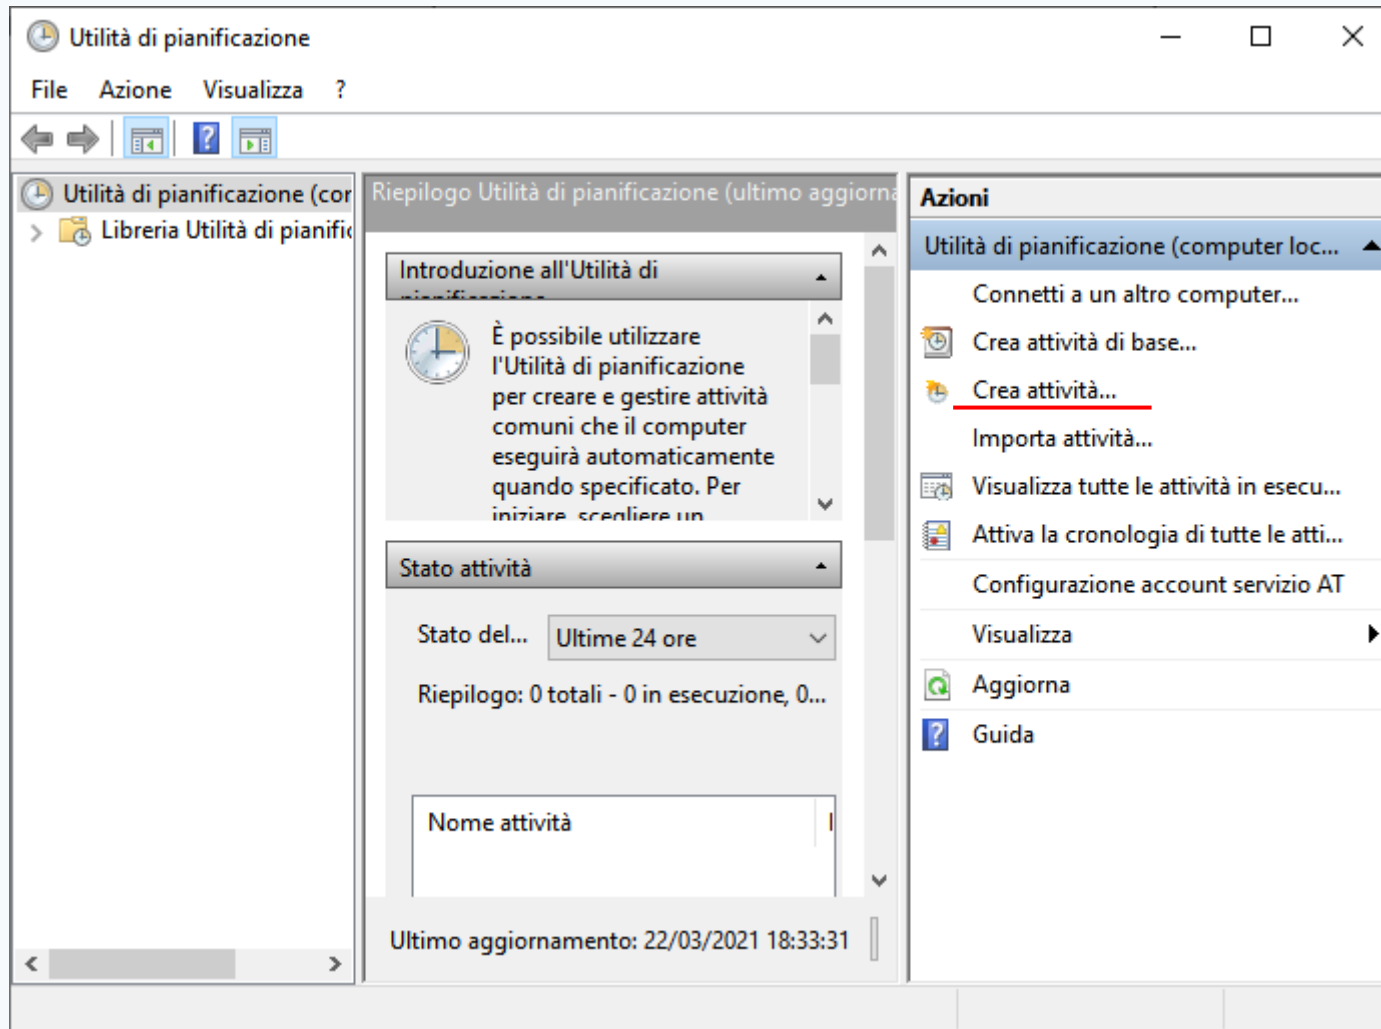 Utilità di pianificazione
File Azione Visualizza ?
Utilità di pianificazione (cor
Libreria Utilità di pianific
Riepilogo Utilità di pianificazione (ultimo aggiorna
Introduzione all'Utilità di
pianificazione
È possibile utilizzare
l'Utilità di pianificazione
per creare e gestire attività
comuni che il computer
eseguirà automaticamente
quando specificato. Per
iniziare, scegliere un
Stato attività
Stato del... Ultime 24 ore
Riepilogo: 0 totali - 0 in esecuzione, 0...
Nome attività
Ultimo aggiornamento: 22/03/2021 18:33:31
Azioni
Utilità di pianificazione (computer loc...
Connetti a un altro computer...
Crea attività di base...
Crea attività...
Importa attività...
Visualizza tutte le attività in esecu...
Attiva la cronologia di tutte le atti...
Configurazione account servizio AT
Visualizza
Aggiorna
Guida